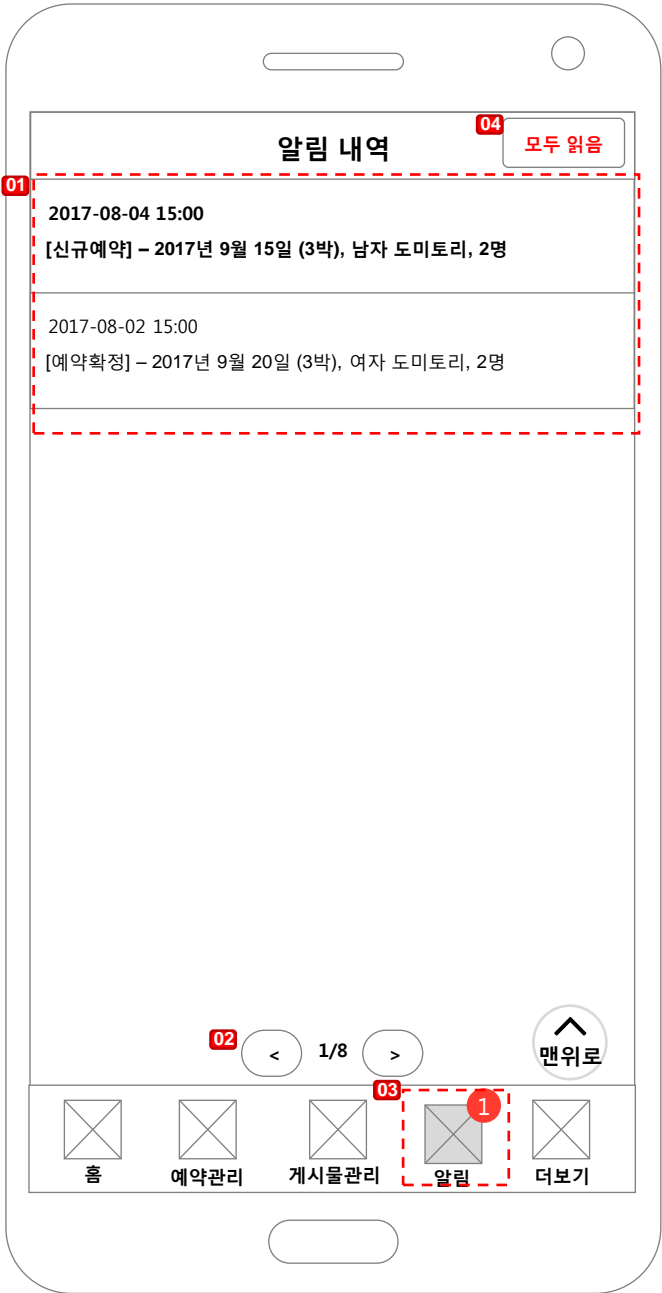 04
알림 내역
모두 읽음
01
2017-08-04 15:00
[신규예약] – 2017년 9월 15일 (3박), 남자 도미토리, 2명
2017-08-02 15:00
[예약확정] – 2017년 9월 20일 (3박), 여자 도미토리, 2명
02
<
1/8
>
맨위로
03
1
홈
예약관리
게시물관리
알림
더보기